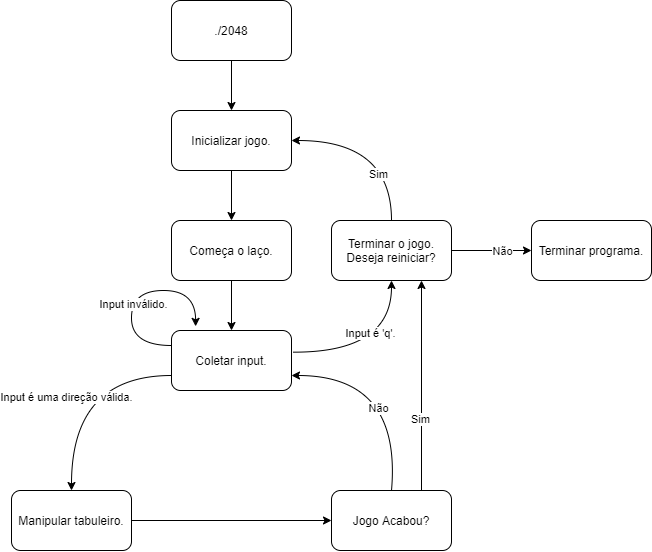 ./2048
Inicializar jogo.
Sim
Começa o laço.
Terminar o jogo.
Deseja reiniciar?
Não
Terminar programa.
Input inválido.
Input é 'q'.
Coletar input.
Input é uma direção válida.
Não
Sim
Manipular tabuleiro.
Jogo Acabou?